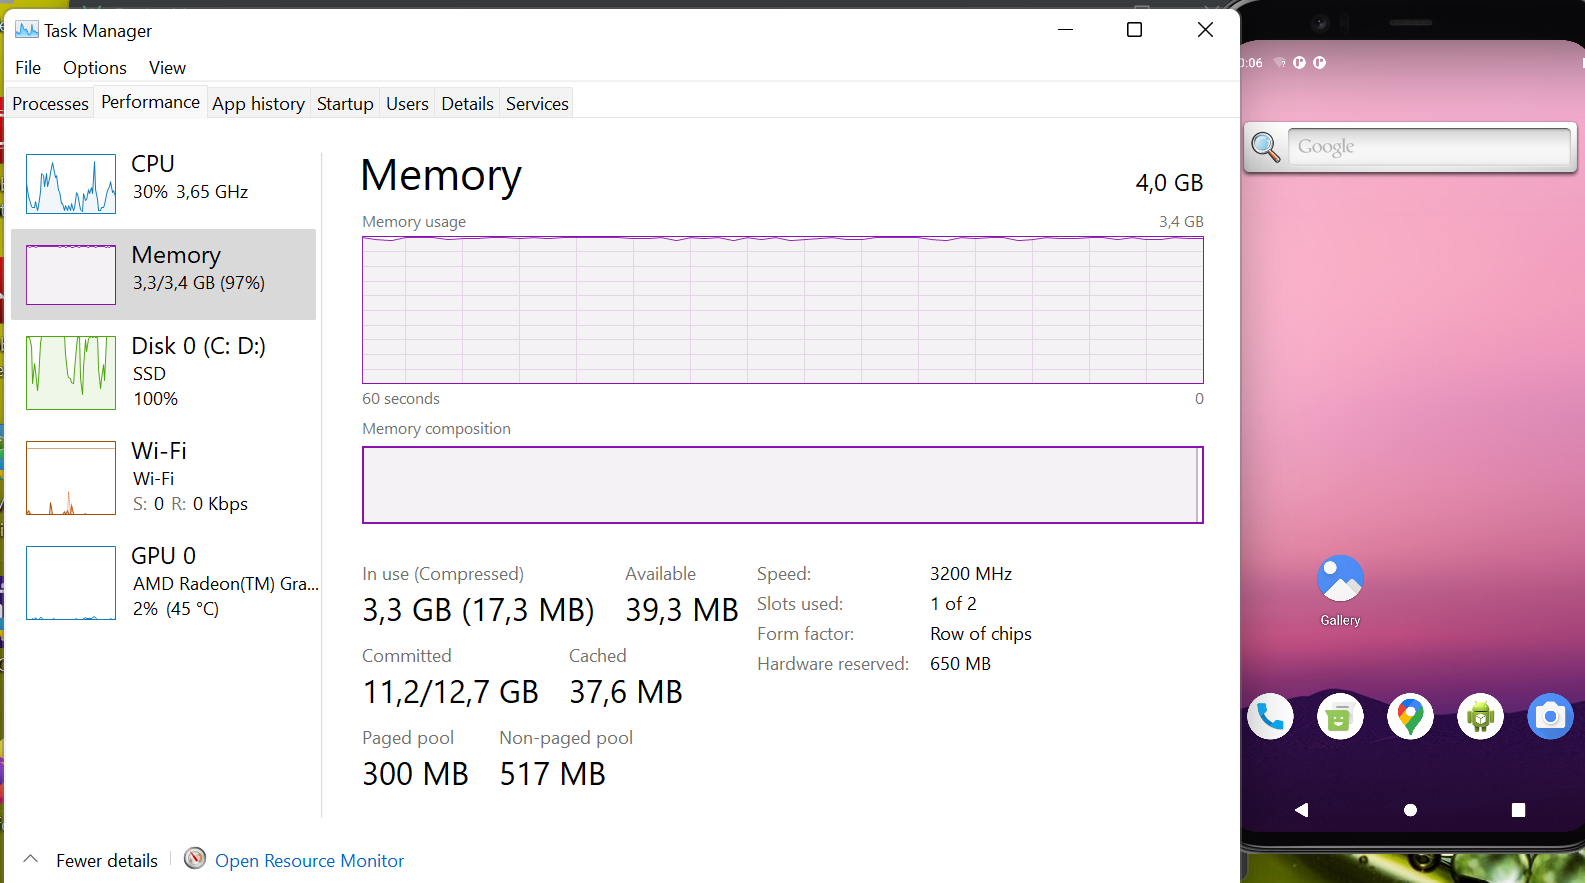 Task Manager
File Options View
Processes Performance App history Startup Users Details Services
CPU
30% 3,65 GHz
Memory
3,3/3,4 GB (97%)
Disk 0 (C: D:)
SSD
100%
Wi-Fi
Wi-Fi
S: 0 R: 0 Kbps
GPU 0
AMD Radeon(TM) Gra...
2% (45 °C)
Memory
4,0 GB
Memory usage
3,4 GB
60 seconds
0
Memory composition
In use (Compressed)
3,3 GB (17,3 MB)
Available
39,3 MB
Committed
11,2/12,7 GB
Cached
37,6 MB
Paged pool
300 MB
Non-paged pool
517 MB
Speed: 3200 MHz
Slots used: 1 of 2
Form factor: Row of chips
Hardware reserved: 650 MB
Fewer details
Open Resource Monitor
:06
Google
Gallery